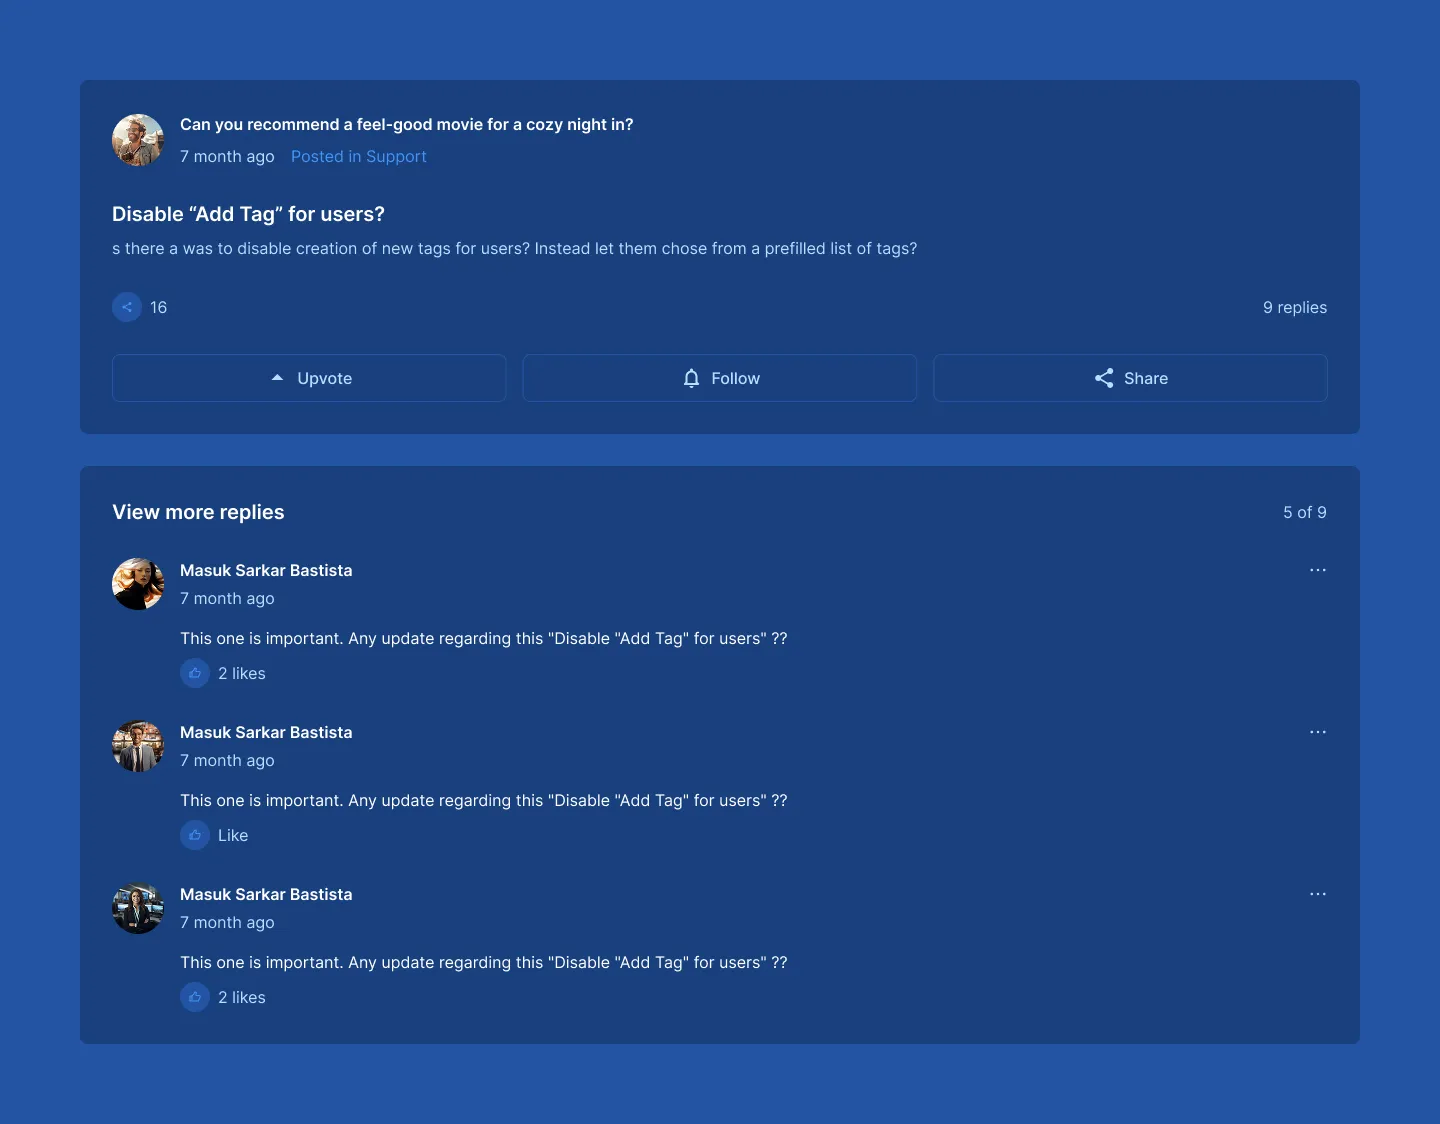 Can you recommend a feel-good movie for a cozy night in?
7 month ago Posted in Support
Disable “Add Tag” for users?
s there a was to disable creation of new tags for users? Instead let them chose from a prefilled list of tags?
16 9 replies
Upvote Follow Share
View more replies 5 of 9
Masuk Sarkar Bastista
7 month ago
This one is important. Any update regarding this "Disable "Add Tag" for users" ??
2 likes
Masuk Sarkar Bastista
7 month ago
This one is important. Any update regarding this "Disable "Add Tag" for users" ??
Like
Masuk Sarkar Bastista
7 month ago
This one is important. Any update regarding this "Disable "Add Tag" for users" ??
2 likes